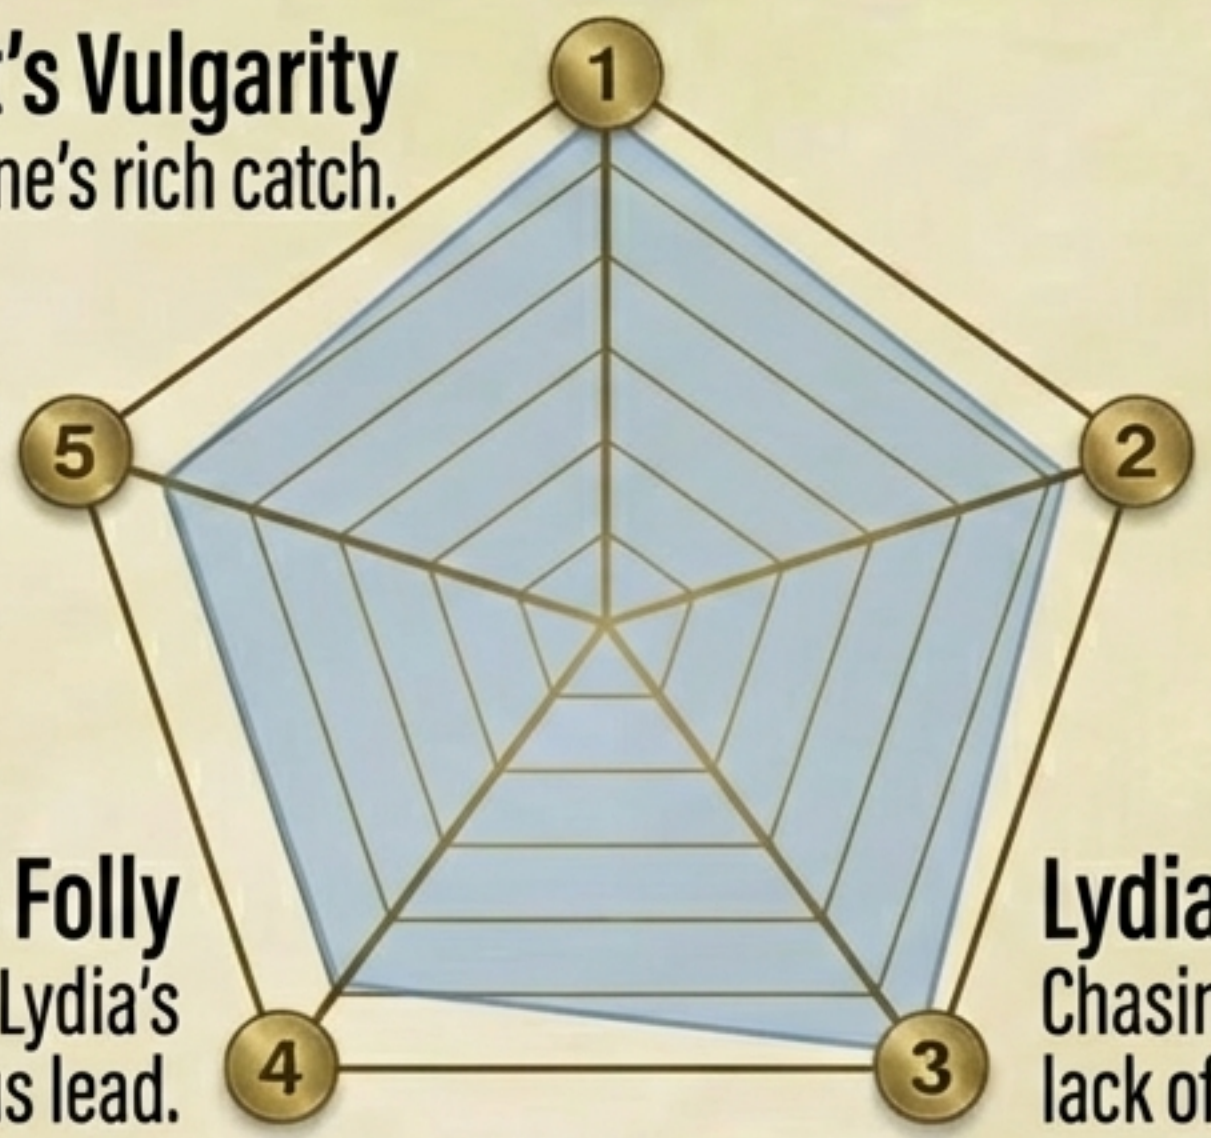 's Vulgarity
ne's rich catch.
1
2
5
Folly
Lydia's
s lead.
4
3
Lydia
Chasin
lack of